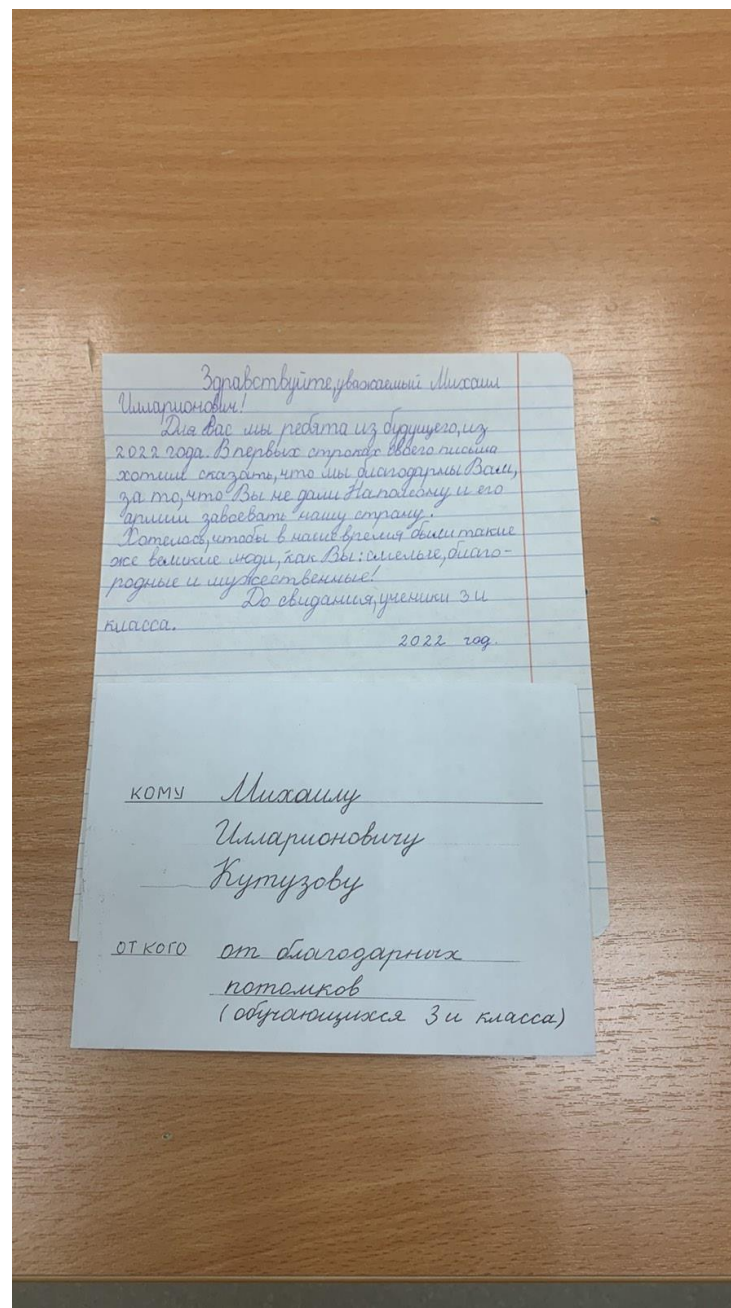 Здравствуйте, уважаемый Михаил
Илларионович!
Для Вас мы ребята из будущего, из
2022 года. В первых строках своего письма
хотим сказать, что мы благодарны Вам,
за то, что Вы не дали Наполеону и его
армии завоевать нашу страну.
Хотелось, чтобы в наше время были такие
же великие люди, как Вы: смелые, благо-
родные и мужественные!
До свидания, ученики 3 и
класса.
2022 год.
КОМУ Михаилу
Илларионовичу
Кутузову
ОТ КОГО от благодарных
потомков
(обучающихся 3 и класса)